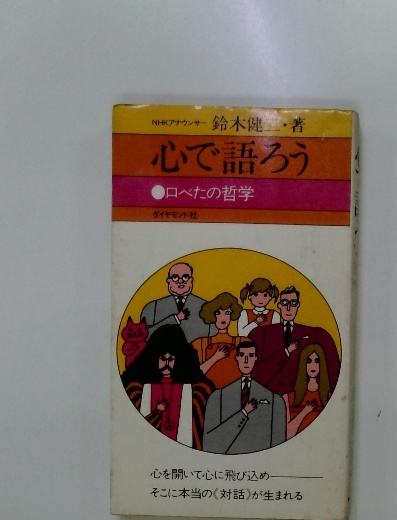 NHKアナウンサー 鈴木健二・著
心で語ろう
●口べたの哲学
ダイヤモンド社
心を開いて心に飛び込め———
そこに本当の《対話》が生まれる